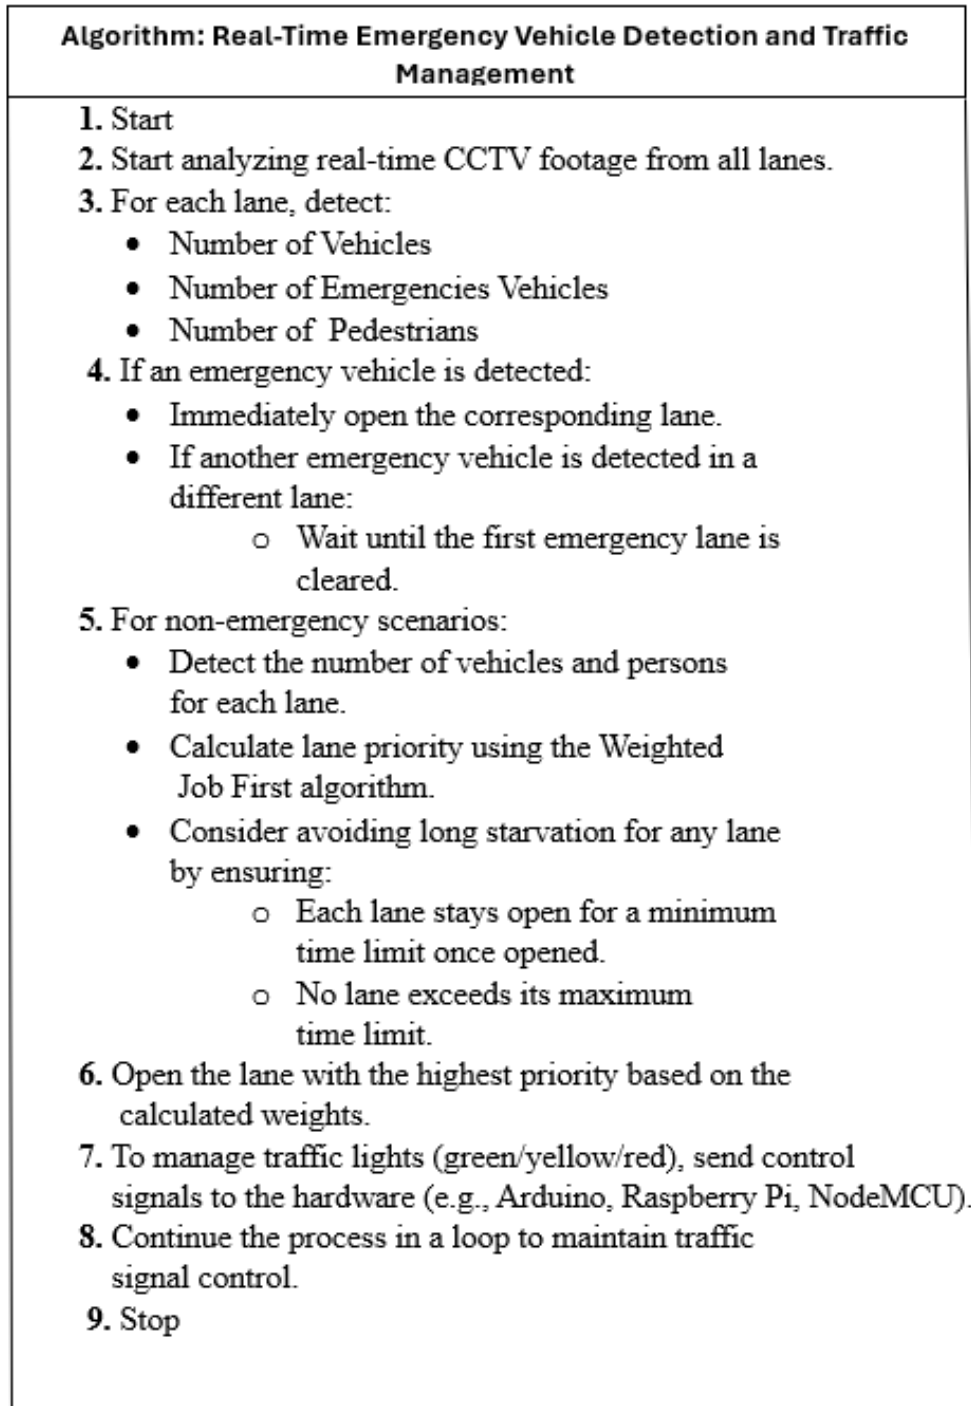 Algorithm: Real-Time Emergency Vehicle Detection and Traffic
Management
1. Start
2. Start analyzing real-time CCTV footage from all lanes.
3. For each lane, detect:
• Number of Vehicles
• Number of Emergencies Vehicles
• Number of Pedestrians
4. If an emergency vehicle is detected:
• Immediately open the corresponding lane.
• If another emergency vehicle is detected in a
different lane:
o Wait until the first emergency lane is
cleared.
5. For non-emergency scenarios:
• Detect the number of vehicles and persons
for each lane.
• Calculate lane priority using the Weighted
Job First algorithm.
• Consider avoiding long starvation for any lane
by ensuring:
o Each lane stays open for a minimum
time limit once opened.
o No lane exceeds its maximum
time limit.
6. Open the lane with the highest priority based on the
calculated weights.
7. To manage traffic lights (green/yellow/red), send control
signals to the hardware (e.g., Arduino, Raspberry Pi, NodeMCU).
8. Continue the process in a loop to maintain traffic
signal control.
9. Stop